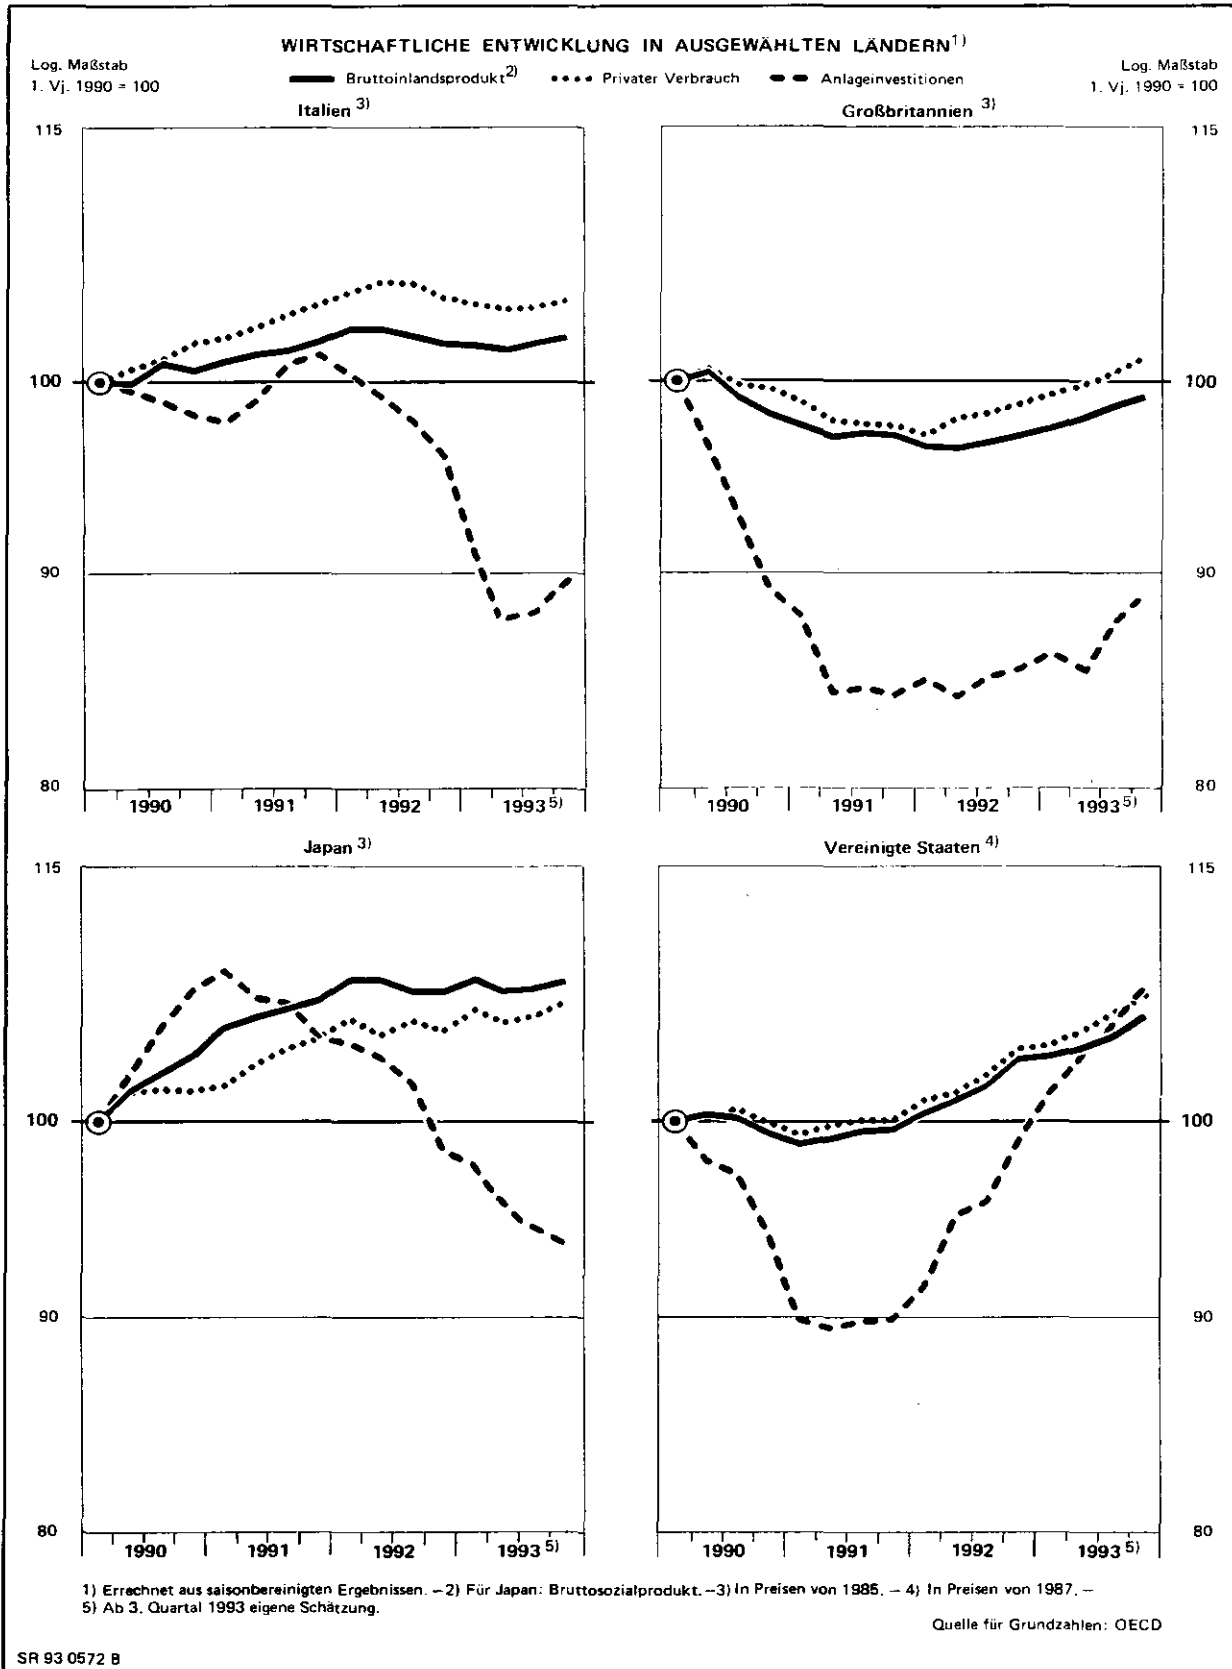 WIRTSCHAFTLICHE ENTWICKLUNG IN AUSGEWÄHLTEN LÄNDERN 1)
Log. Maßstab
1. Vj. 1990 = 100
Bruttoinlandsprodukt 2) Privater Verbrauch Anlageinvestitionen
Log. Maßstab
1. Vj. 1990 = 100
Italien 3)
115
100
90
80
1990 1991 1992 1993 5)
Großbritannien 3)
115
100
90
80
1990 1991 1992 1993 5)
Japan 3)
115
100
90
80
1990 1991 1992 1993 5)
Vereinigte Staaten 4)
115
100
90
80
1990 1991 1992 1993 5)
1) Errechnet aus saisonbereinigten Ergebnissen. – 2) Für Japan: Bruttosozialprodukt. – 3) In Preisen von 1985. – 4) In Preisen von 1987. –
5) Ab 3. Quartal 1993 eigene Schätzung.
Quelle für Grundzahlen: OECD
SR 93 0572 B